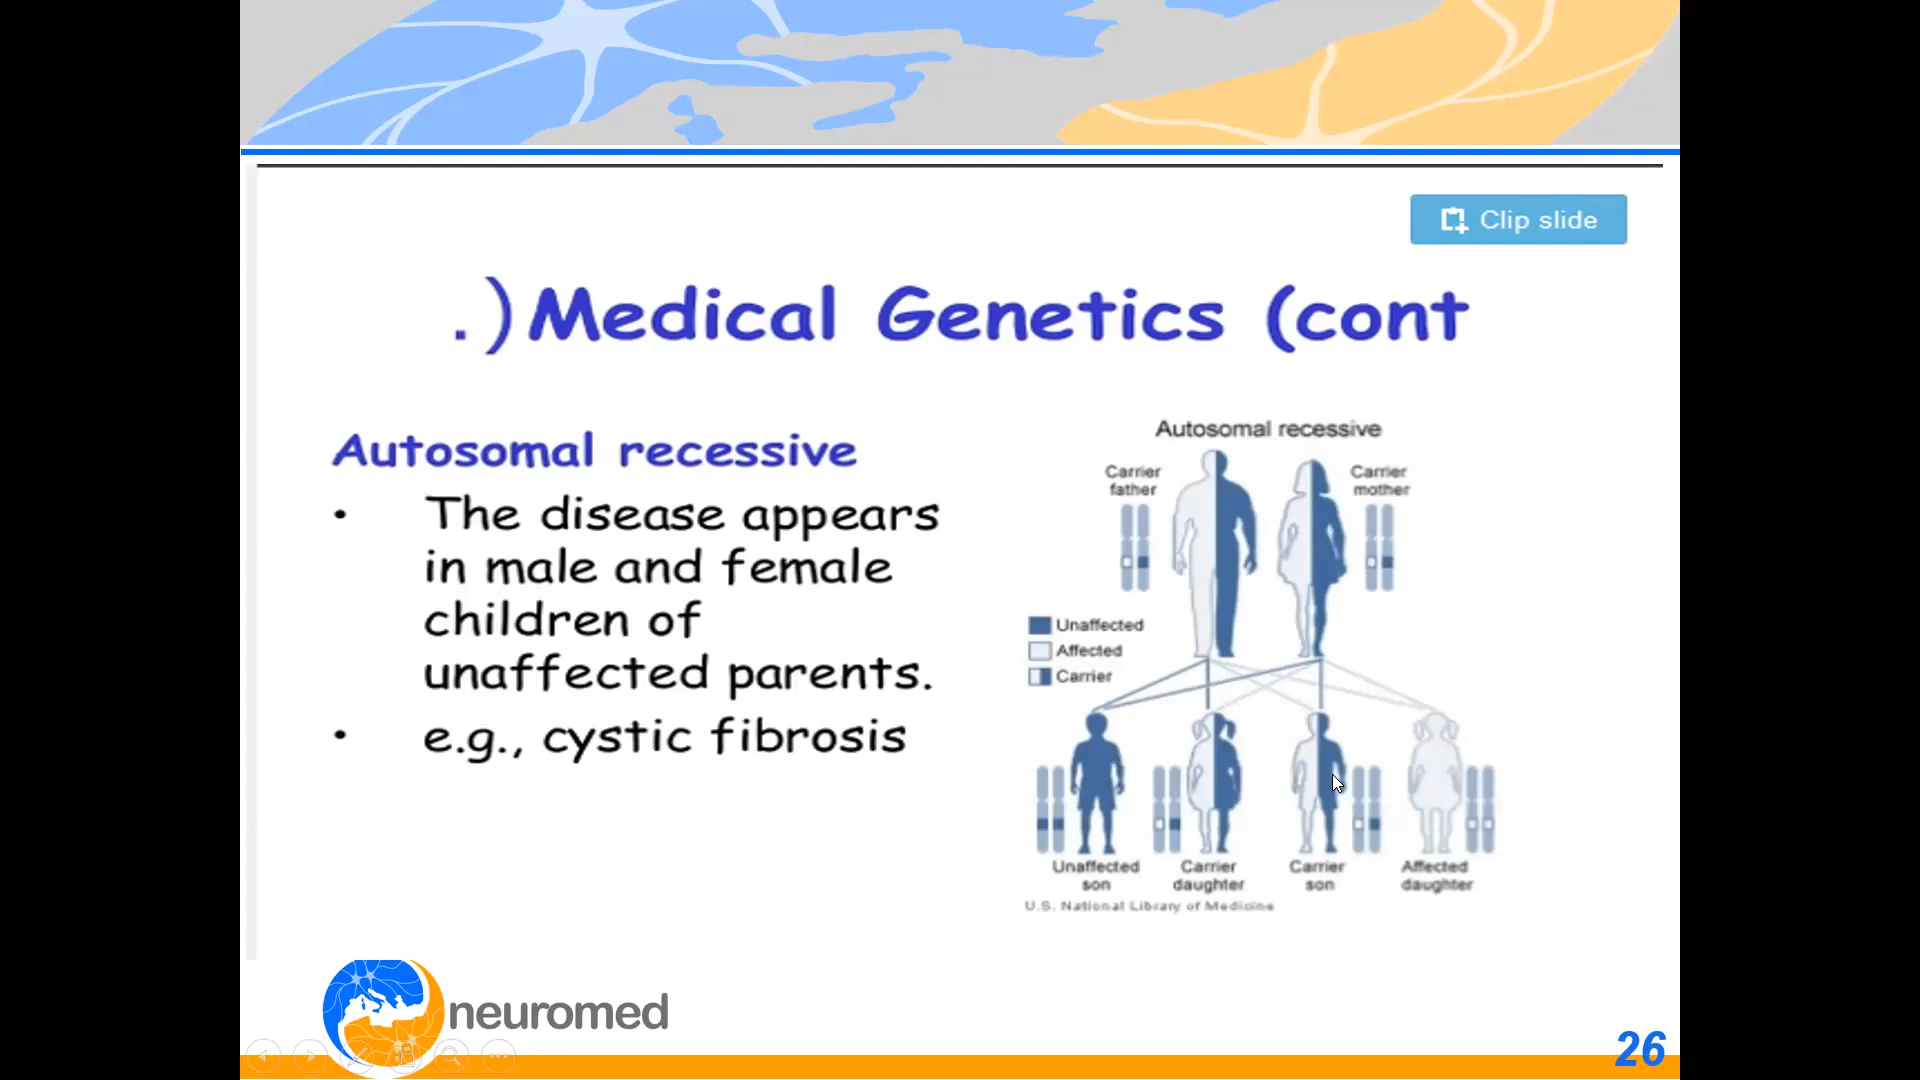 Clip slide
.)Medical Genetics (cont
Autosomal recessive
• The disease appears
in male and female
children of
unaffected parents.
• e.g., cystic fibrosis
Autosomal recessive
Carrier
father
Carrier
mother
Unaffected
Affected
Carrier
Unaffected
son
Carrier
daughter
Carrier
son
Affected
daughter
U.S. National Library of Medicine
neuromed
26